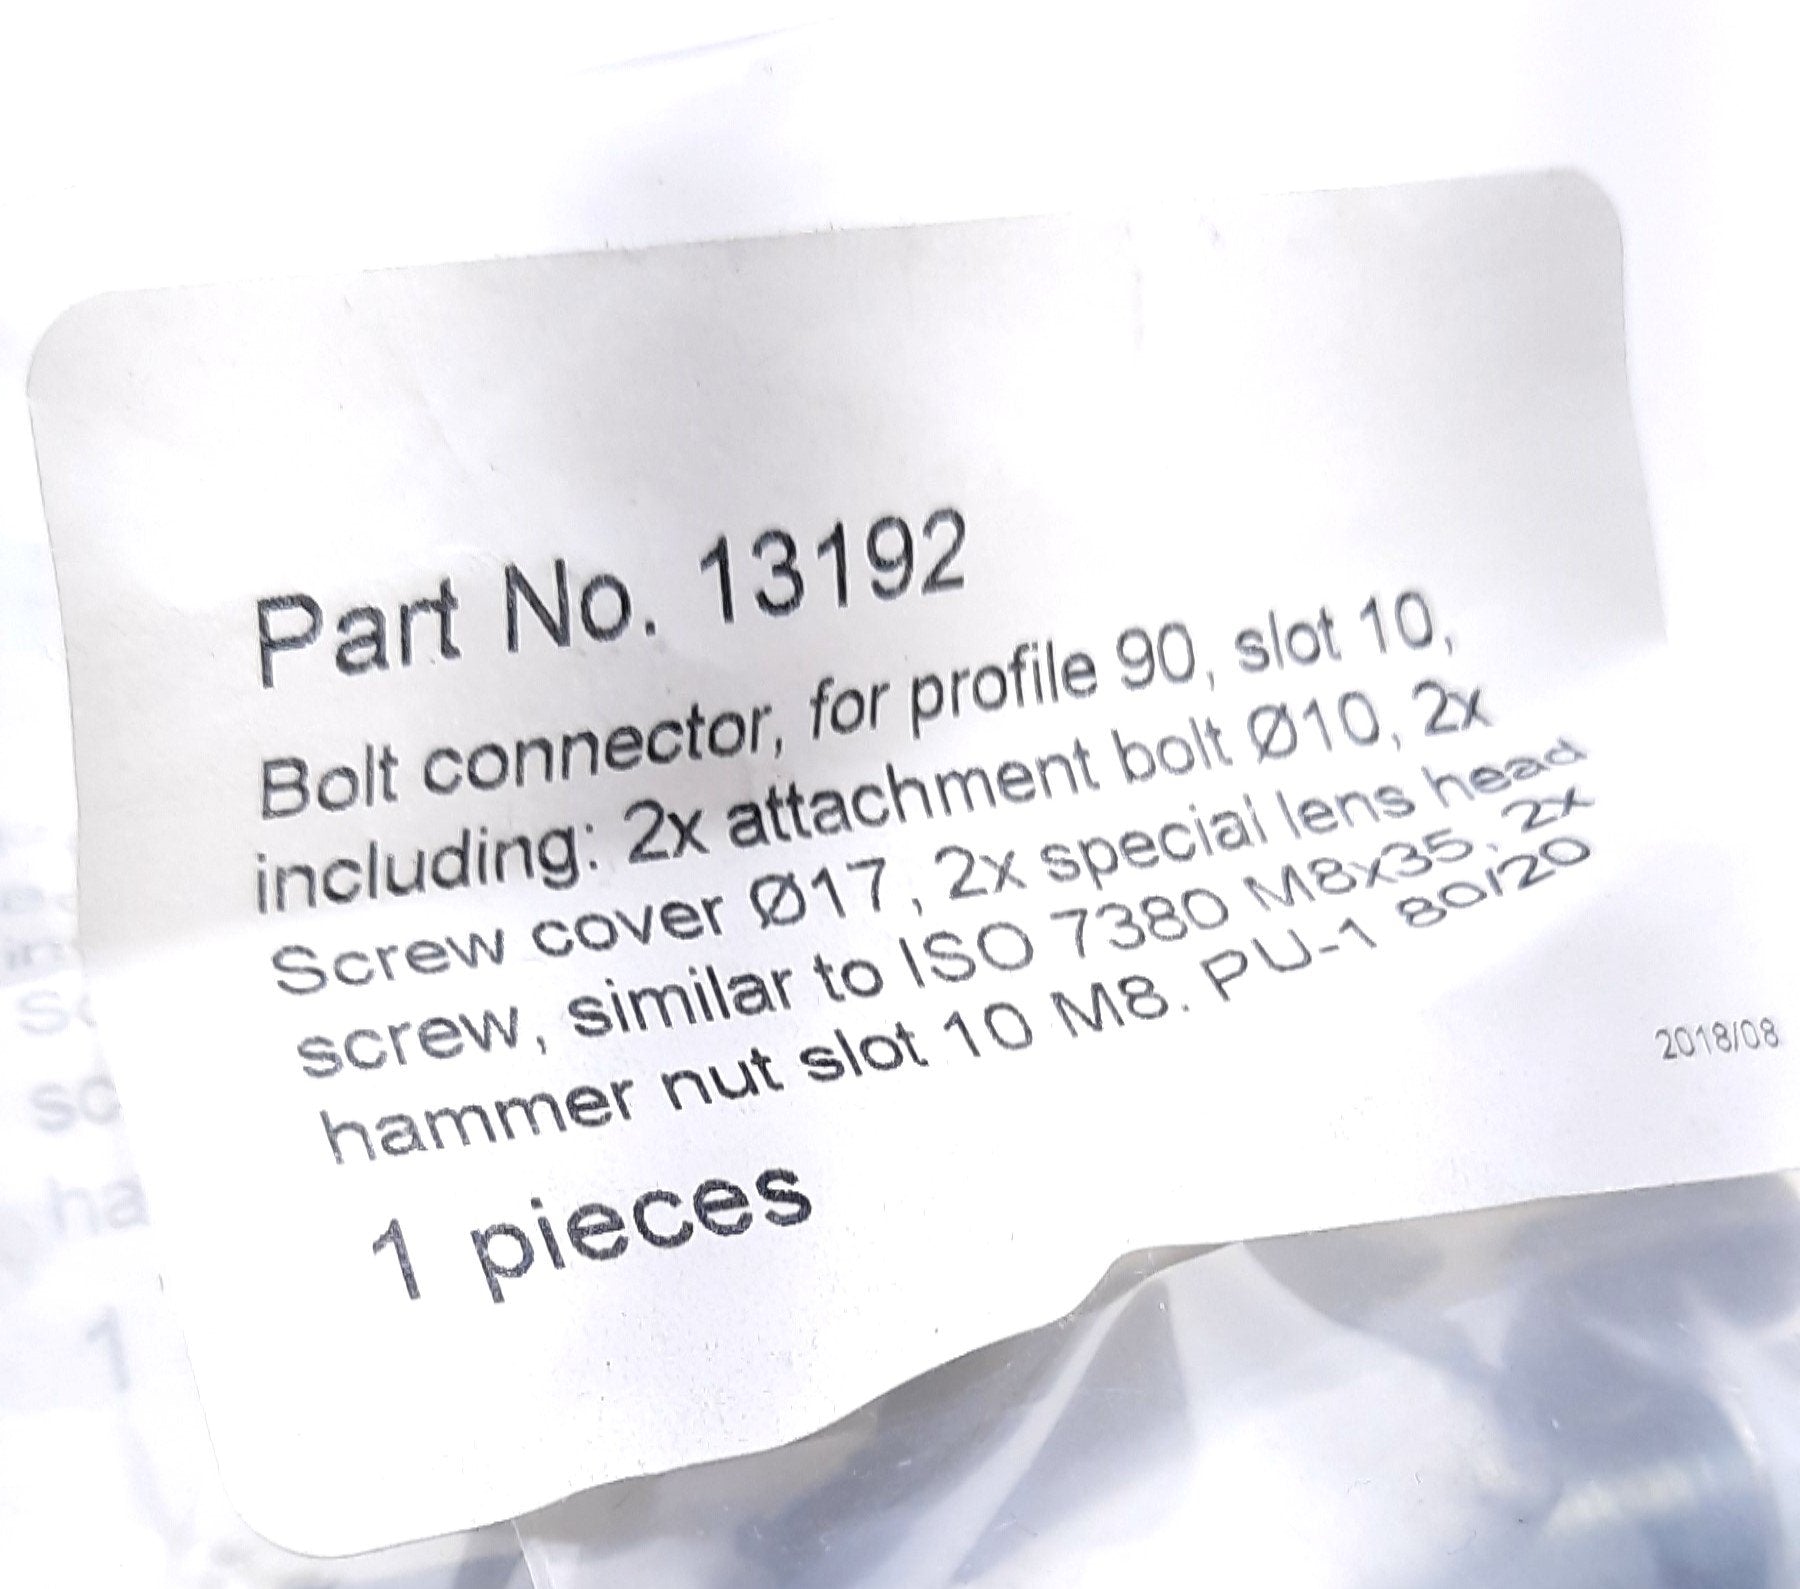 Part No. 13192
Bolt connector, for profile 90, slot 10,
including: 2x attachment bolt Ø10, 2x
Screw cover Ø17, 2x special lens head
screw, similar to ISO 7380 M8x35, 2x
hammer nut slot 10 M8. PU-1 80/20
2018/08
1 pieces